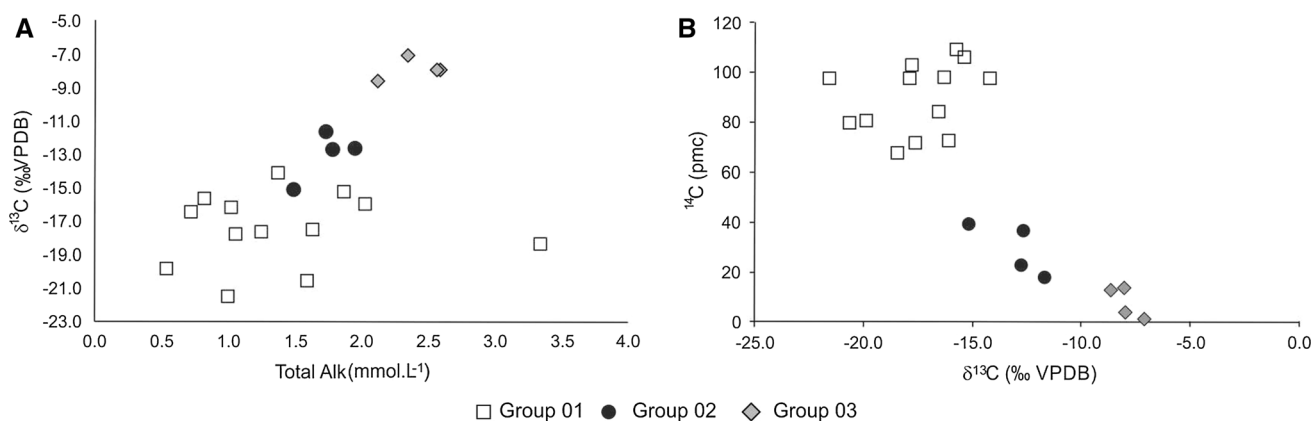 A
δ¹³C (‰VPDB)
-5.0
-7.0
-9.0
-11.0
-13.0
-15.0
-17.0
-19.0
-21.0
-23.0
0.0 0.5 1.0 1.5 2.0 2.5 3.0 3.5 4.0
Total Alk(mmol.L⁻¹)
B
¹⁴C (pmc)
120
100
80
60
40
20
0
-25.0 -20.0 -15.0 -10.0 -5.0 0.0
δ¹³C (‰ VPDB)
Group 01 Group 02 Group 03